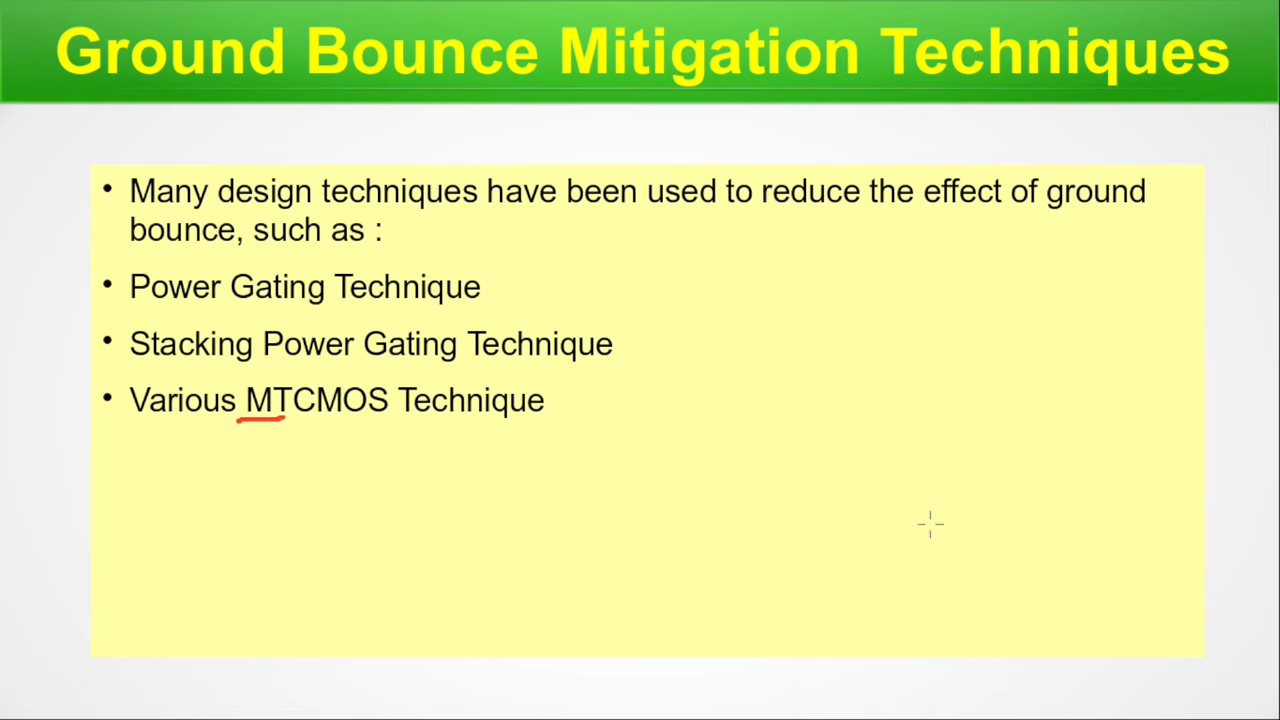 Ground Bounce Mitigation Techniques
• Many design techniques have been used to reduce the effect of ground
bounce, such as :
• Power Gating Technique
• Stacking Power Gating Technique
• Various MTCMOS Technique